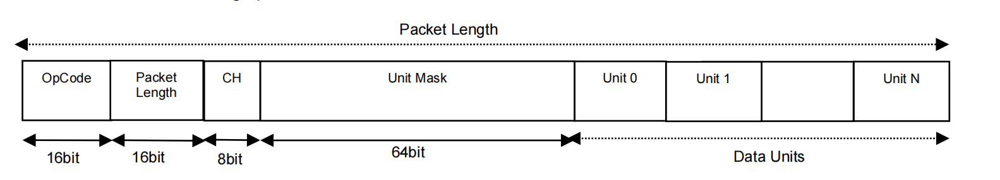 Packet Length
OpCode
Packet
Length
CH
Unit Mask
Unit 0
Unit 1
Unit N
16bit
16bit
8bit
64bit
Data Units